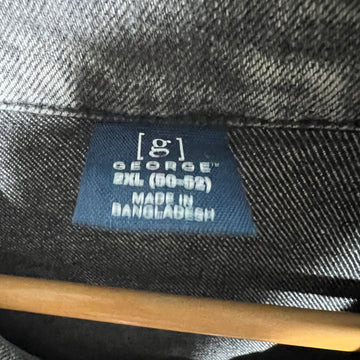 [g]
GEORGE™
2XL (50-52)
MADE IN
BANGLADESH